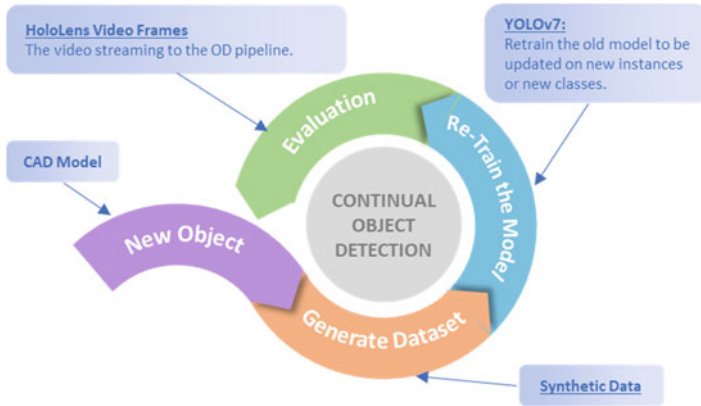 HoloLens Video Frames
The video streaming to the OD pipeline.
YOLOv7:
Retrain the old model to be
updated on new instances
or new classes.
Evaluation
Re-Train the Model
CAD Model
New Object
CONTINUAL
OBJECT
DETECTION
Generate Dataset
Synthetic Data